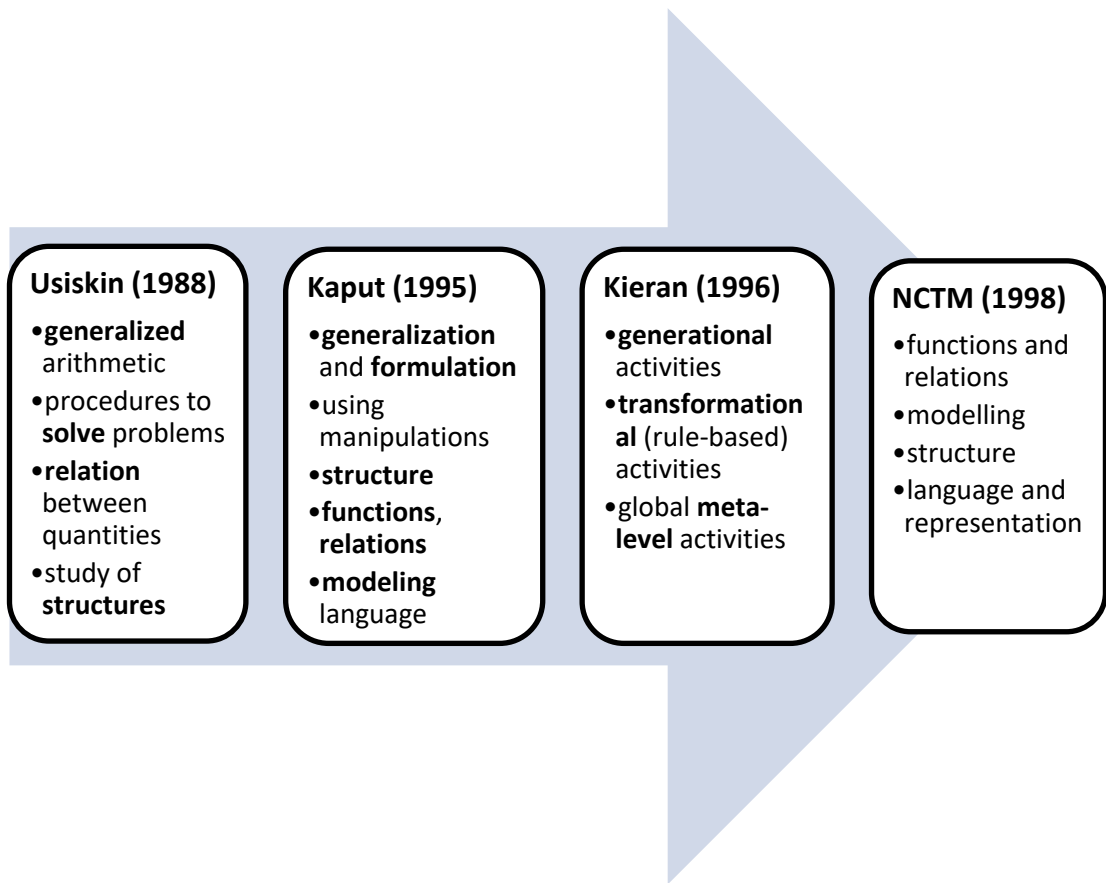 Usiskin (1988)
•generalized
arithmetic
•procedures to
solve problems
•relation
between
quantities
•study of
structures
Kaput (1995)
•generalization
and formulation
•using
manipulations
•structure
•functions,
relations
•modeling
language
Kieran (1996)
•generational
activities
•transformation
al (rule-based)
activities
•global meta-
level activities
NCTM (1998)
•functions and
relations
•modelling
•structure
•language and
representation